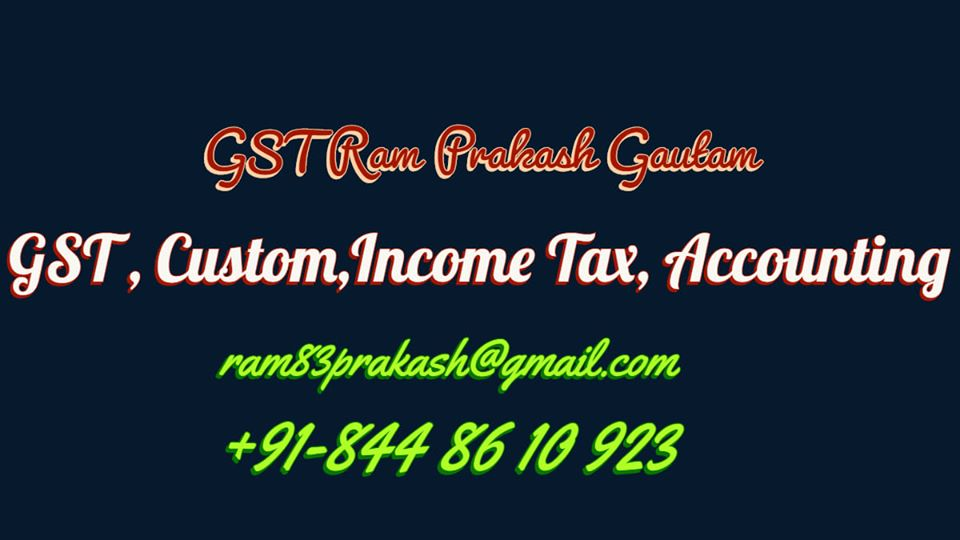 GST Ram Prakash Gautam
GST , Custom,Income Tax, Accounting
ram83prakash@gmail.com
+91-844 86 10 923